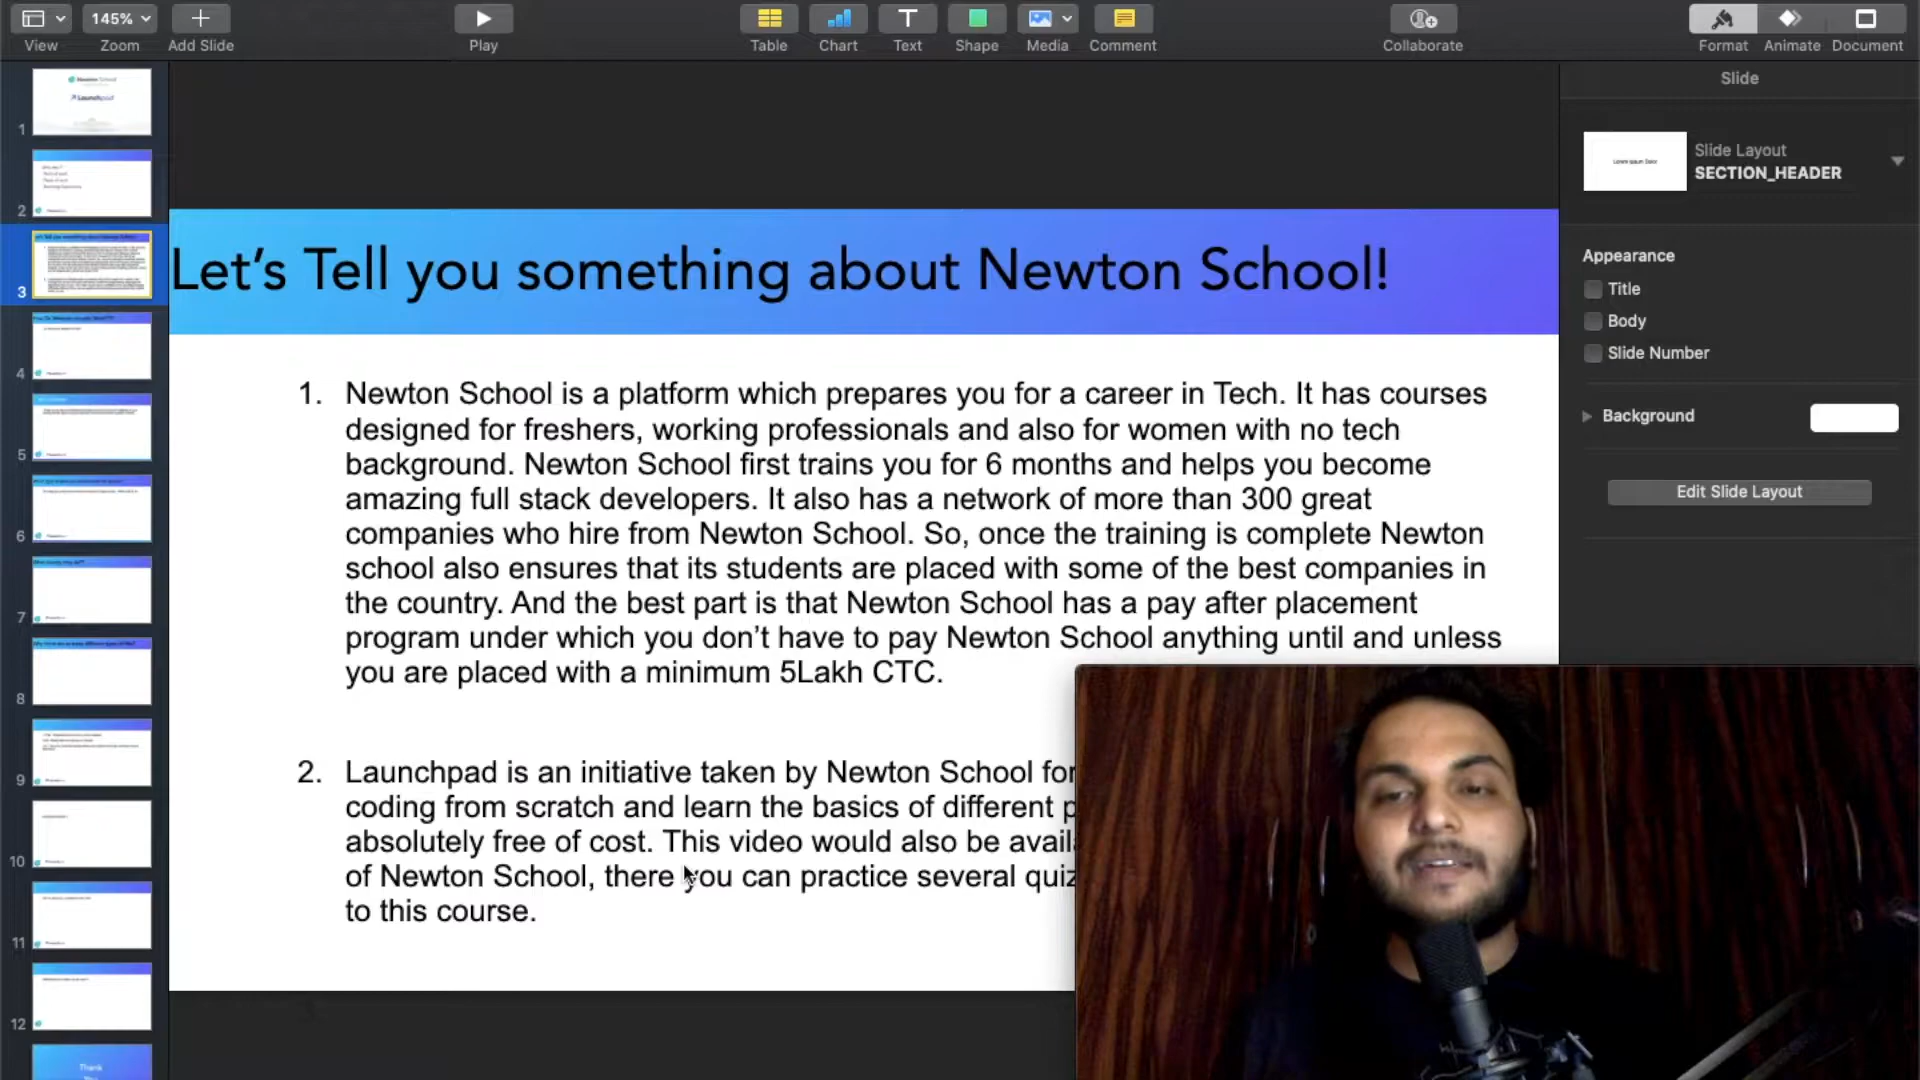 145%
View
Zoom
Add Slide
Play
Table
Chart
Text
Shape
Media
Comment
Collaborate
Format
Animate
Document
Slide
Slide Layout
SECTION_HEADER
Appearance
Title
Body
Slide Number
Background
Edit Slide Layout
1
2
3
4
5
6
7
8
9
10
11
12
Newton School
Launchpad
Thank
You
Let's Tell you something about Newton School!
1. Newton School is a platform which prepares you for a career in Tech. It has courses
designed for freshers, working professionals and also for women with no tech
background. Newton School first trains you for 6 months and helps you become
amazing full stack developers. It also has a network of more than 300 great
companies who hire from Newton School. So, once the training is complete Newton
school also ensures that its students are placed with some of the best companies in
the country. And the best part is that Newton School has a pay after placement
program under which you don't have to pay Newton School anything until and unless
you are placed with a minimum 5Lakh CTC.
2. Launchpad is an initiative taken by Newton School for
coding from scratch and learn the basics of different p
absolutely free of cost. This video would also be avail
of Newton School, there you can practice several quiz
to this course.